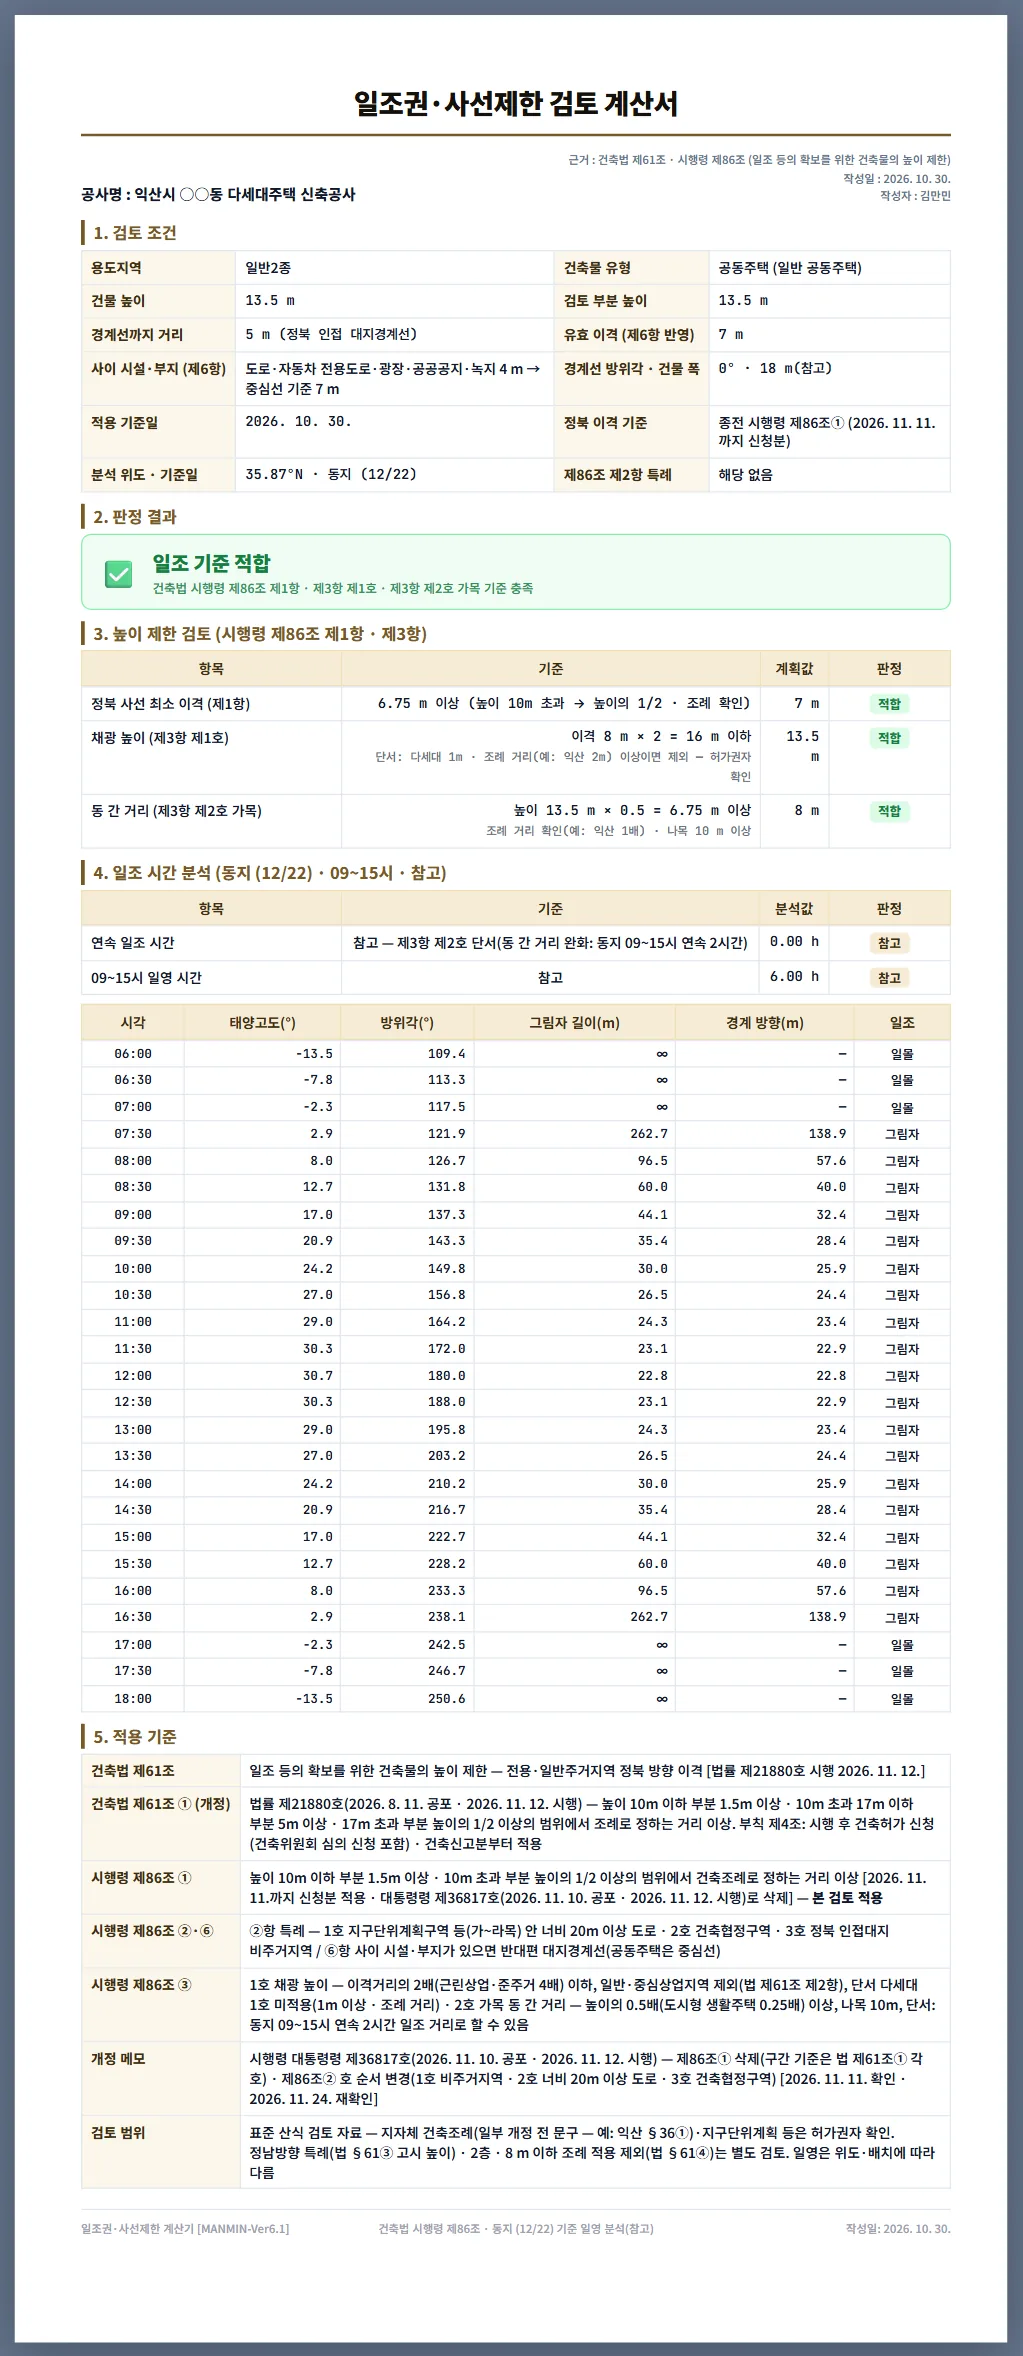 일조권·사선제한 검토 계산서
근거 : 건축법 제61조 · 시행령 제86조 (일조 등의 확보를 위한 건축물의 높이 제한)
작성일 : 2026. 10. 30.
공사명 : 익산시 ○○동 다세대주택 신축공사
작성자 : 김만민
1. 검토 조건
용도지역 일반2종 건축물 유형 공동주택 (일반 공동주택)
건물 높이 13.5 m 검토 부분 높이 13.5 m
경계선까지 거리 5 m (정북 인접 대지경계선) 유효 이격 (제6항 반영) 7 m
사이 시설·부지 (제6항) 도로·자동차 전용도로·광장·공공공지·녹지 4 m → 경계선 방위각 · 건물 폭 0° · 18 m(참고)
중심선 기준 7 m
적용 기준일 2026. 10. 30. 정북 이격 기준 종전 시행령 제86조① (2026. 11. 11.
까지 신청분)
분석 위도 · 기준일 35.87°N · 동지 (12/22) 제86조 제2항 특례 해당 없음
2. 판정 결과
일조 기준 적합
건축법 시행령 제86조 제1항 · 제3항 제1호 · 제3항 제2호 가목 기준 충족
3. 높이 제한 검토 (시행령 제86조 제1항 · 제3항)
항목 기준 계획값 판정
정북 사선 최소 이격 (제1항) 6.75 m 이상 (높이 10m 초과 → 높이의 1/2 · 조례 확인) 7 m 적합
채광 높이 (제3항 제1호) 이격 8 m × 2 = 16 m 이하 13.5 적합
단서: 다세대 1m · 조례 거리(예: 익산 2m) 이상이면 제외 — 허가권자 m
확인
동 간 거리 (제3항 제2호 가목) 높이 13.5 m × 0.5 = 6.75 m 이상 8 m 적합
조례 거리 확인(예: 익산 1배) · 나목 10 m 이상
4. 일조 시간 분석 (동지 (12/22) · 09~15시 · 참고)
항목 기준 분석값 판정
연속 일조 시간 참고 — 제3항 제2호 단서(동 간 거리 완화: 동지 09~15시 연속 2시간) 0.00 h 참고
09~15시 일영 시간 참고 6.00 h 참고
시각 태양고도(°) 방위각(°) 그림자 길이(m) 경계 방향(m) 일조
06:00 -13.5 109.4 ∞ — 일몰
06:30 -7.8 113.3 ∞ — 일몰
07:00 -2.3 117.5 ∞ — 일몰
07:30 2.9 121.9 262.7 138.9 그림자
08:00 8.0 126.7 96.5 57.6 그림자
08:30 12.7 131.8 60.0 40.0 그림자
09:00 17.0 137.3 44.1 32.4 그림자
09:30 20.9 143.3 35.4 28.4 그림자
10:00 24.2 149.8 30.0 25.9 그림자
10:30 27.0 156.8 26.5 24.4 그림자
11:00 29.0 164.2 24.3 23.4 그림자
11:30 30.3 172.0 23.1 22.9 그림자
12:00 30.7 180.0 22.8 22.8 그림자
12:30 30.3 188.0 23.1 22.9 그림자
13:00 29.0 195.8 24.3 23.4 그림자
13:30 27.0 203.2 26.5 24.4 그림자
14:00 24.2 210.2 30.0 25.9 그림자
14:30 20.9 216.7 35.4 28.4 그림자
15:00 17.0 222.7 44.1 32.4 그림자
15:30 12.7 228.2 60.0 40.0 그림자
16:00 8.0 233.3 96.5 57.6 그림자
16:30 2.9 238.1 262.7 138.9 그림자
17:00 -2.3 242.5 ∞ — 일몰
17:30 -7.8 246.7 ∞ — 일몰
18:00 -13.5 250.6 ∞ — 일몰
5. 적용 기준
건축법 제61조 일조 등의 확보를 위한 건축물의 높이 제한 — 전용·일반주거지역 정북 방향 이격 [법률 제21880호 시행 2026. 11. 12.]
건축법 제61조 ① (개정) 법률 제21880호(2026. 8. 11. 공포 · 2026. 11. 12. 시행) — 높이 10m 이하 부분 1.5m 이상 · 10m 초과 17m 이하
부분 5m 이상 · 17m 초과 부분 높이의 1/2 이상의 범위에서 조례로 정하는 거리 이상. 부칙 제4조: 시행 후 건축허가 신청
(건축위원회 심의 신청 포함) · 건축신고분부터 적용
시행령 제86조 ① 높이 10m 이하 부분 1.5m 이상 · 10m 초과 부분 높이의 1/2 이상의 범위에서 건축조례로 정하는 거리 이상 [2026. 11.
11.까지 신청분 적용 · 대통령령 제36817호(2026. 11. 10. 공포 · 2026. 11. 12. 시행)로 삭제] — 본 검토 적용
시행령 제86조 ②·⑥ ②항 특례 — 1호 지구단위계획구역 등(가~라목) 안 너비 20m 이상 도로 · 2호 건축협정구역 · 3호 정북 인접대지
비주거지역 / ⑥항 사이 시설·부지가 있으면 반대편 대지경계선(공동주택은 중심선)
시행령 제86조 ③ 1호 채광 높이 — 이격거리의 2배(근린상업·준주거 4배) 이하, 일반·중심상업지역 제외(법 제61조 제2항), 단서 다세대
1호 미적용(1m 이상 · 조례 거리) · 2호 가목 동 간 거리 — 높이의 0.5배(도시형 생활주택 0.25배) 이상, 나목 10m, 단서:
동지 09~15시 연속 2시간 일조 거리로 할 수 있음
개정 메모 시행령 대통령령 제36817호(2026. 11. 10. 공포 · 2026. 11. 12. 시행) — 제86조① 삭제(구간 기준은 법 제61조① 각
호) · 제86조② 호 순서 변경(1호 비주거지역 · 2호 너비 20m 이상 도로 · 3호 건축협정구역) [2026. 11. 11. 확인 ·
2026. 11. 24. 재확인]
검토 범위 표준 산식 검토 자료 — 지자체 건축조례(일부 개정 전 문구 — 예: 익산 §36①)·지구단위계획 등은 허가권자 확인.
정남방향 특례(법 §61③ 고시 높이) · 2층 · 8 m 이하 조례 적용 제외(법 §61④)는 별도 검토. 일영은 위도·배치에 따라
다름
일조권·사선제한 계산기 [MANMIN-Ver6.1] 건축법 시행령 제86조 · 동지 (12/22) 기준 일영 분석(참고) 작성일: 2026. 10. 30.